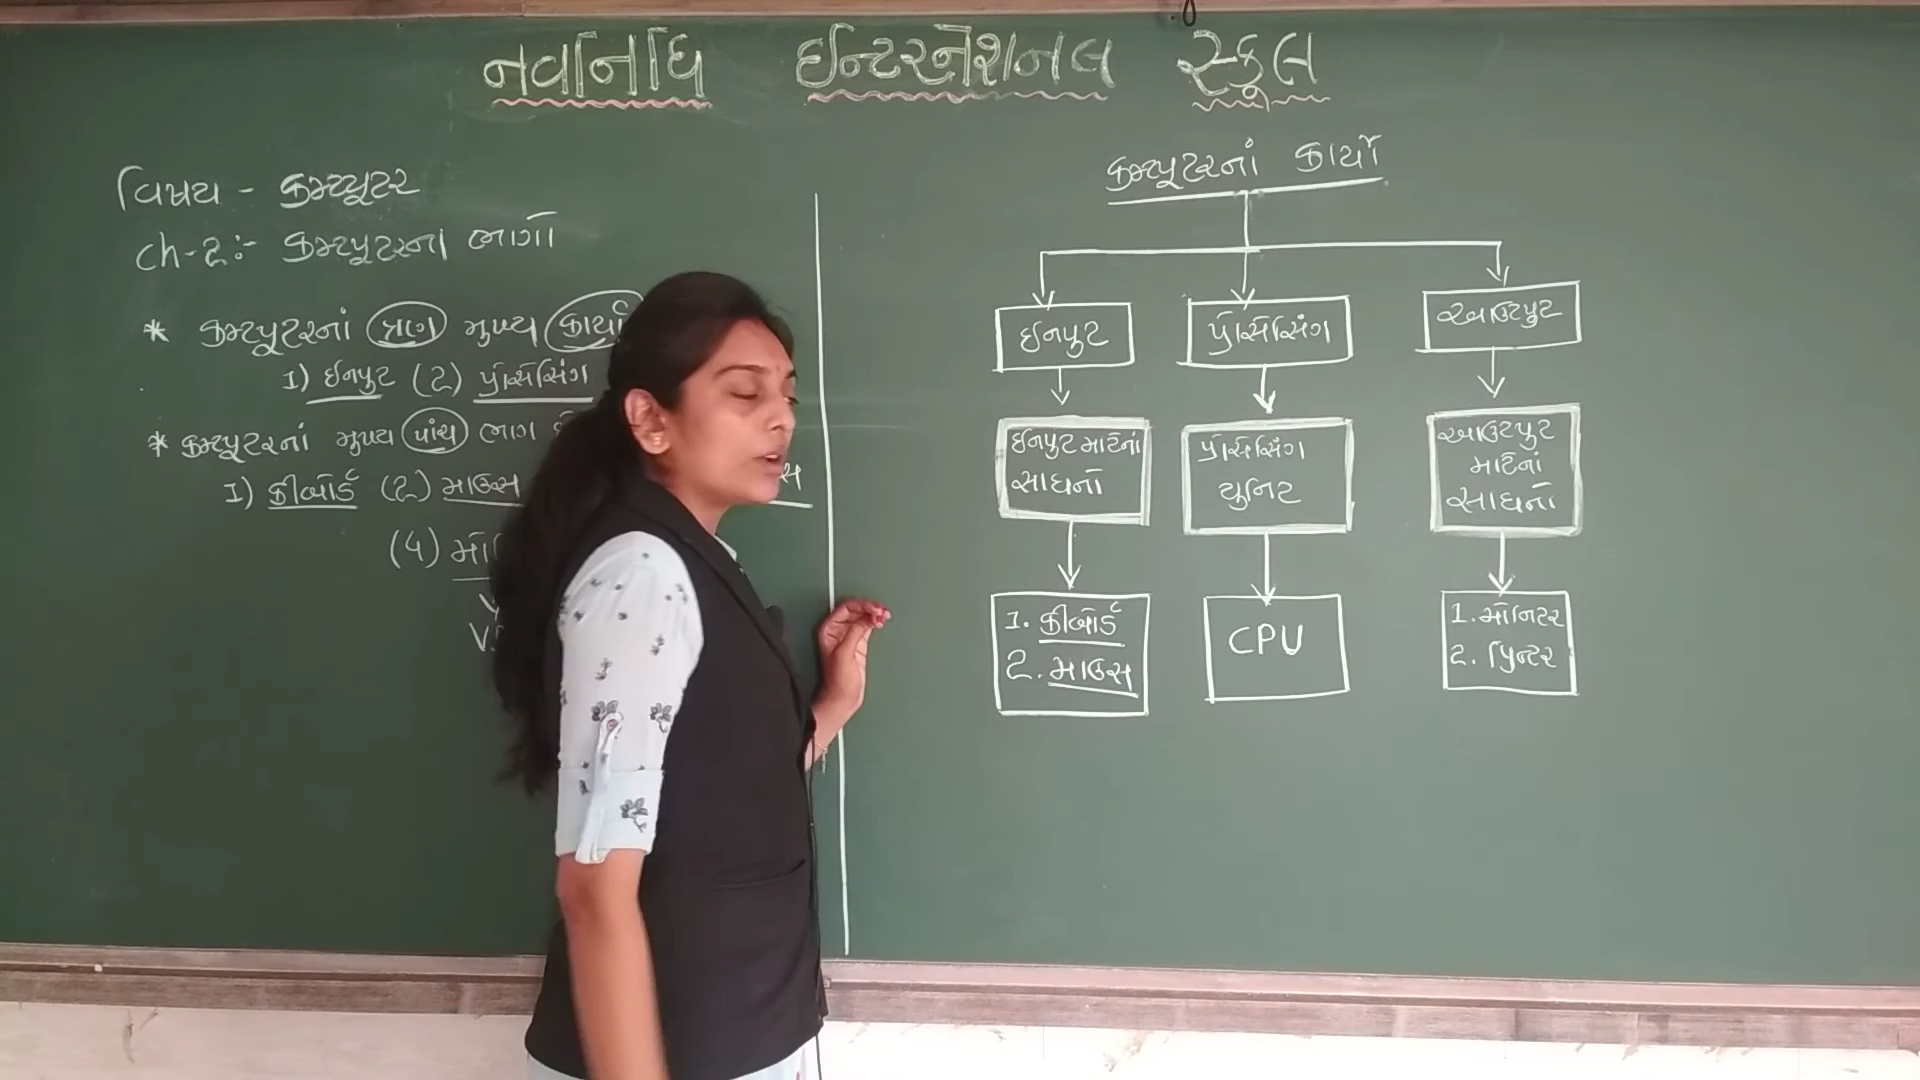 નવનિધિ ઈન્ટરનેશનલ સ્કૂલ
વિષય - કમ્પ્યૂટર
ch-2:- કમ્પ્યૂટરના ભાગો
* કમ્પ્યૂટરનાં ત્રણ મુખ્ય કાર્યો
1) ઈનપુટ (2) પ્રોસેસિંગ
* કમ્પ્યૂટરનાં મુખ્ય પાંચ ભાગ
1) કીબોર્ડ (2) માઉસ
(4)
કમ્પ્યૂટરનાં કાર્યો
ઈનપુટ
પ્રોસેસિંગ
આઉટપુટ
ઈનપુટ માટેનાં
સાધનો
પ્રોસેસિંગ
યુનિટ
આઉટપુટ
માટેનાં
સાધનો
1. કીબોર્ડ
2. માઉસ
CPU
1. મોનિટર
2. પ્રિન્ટર